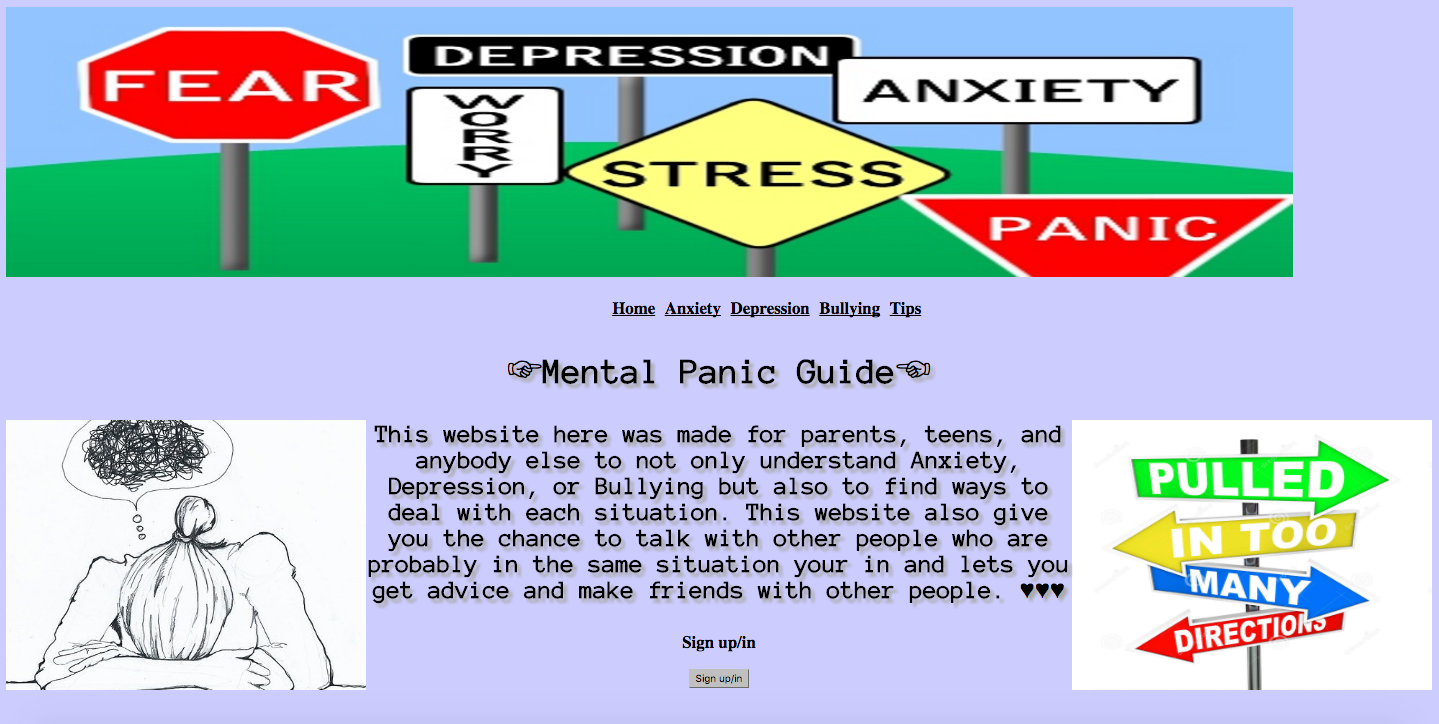 FEAR
DEPRESSION
WORRY
ANXIETY
STRESS
PANIC
Home Anxiety Depression Bullying Tips
☞Mental Panic Guide☜
This website here was made for parents, teens, and
anybody else to not only understand Anxiety,
Depression, or Bullying but also to find ways to
deal with each situation. This website also give
you the chance to talk with other people who are
probably in the same situation your in and lets you
get advice and make friends with other people. ♥♥♥
PULLED
IN TOO
MANY
DIRECTIONS
Sign up/in
Sign up/in